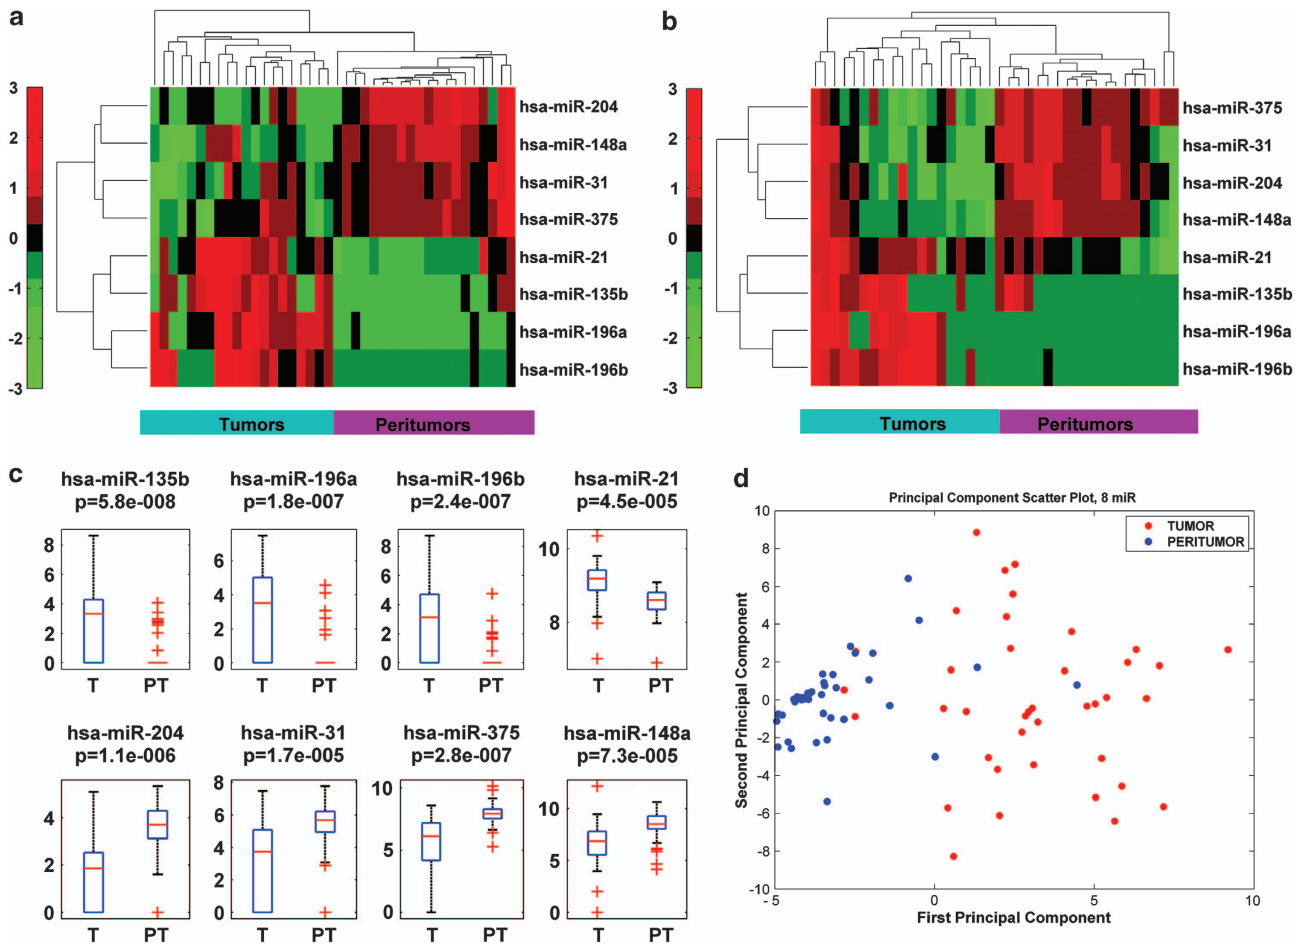 a
3
2
1
0
-1
-2
-3
hsa-miR-204
hsa-miR-148a
hsa-miR-31
hsa-miR-375
hsa-miR-21
hsa-miR-135b
hsa-miR-196a
hsa-miR-196b
Tumors Peritumors
b
3
2
1
0
-1
-2
-3
hsa-miR-375
hsa-miR-31
hsa-miR-204
hsa-miR-148a
hsa-miR-21
hsa-miR-135b
hsa-miR-196a
hsa-miR-196b
Tumors Peritumors
c
hsa-miR-135b
p=5.8e-008
8
6
4
2
0
T PT
hsa-miR-196a
p=1.8e-007
6
4
2
0
T PT
hsa-miR-196b
p=2.4e-007
8
6
4
2
0
T PT
hsa-miR-21
p=4.5e-005
10
8
T PT
hsa-miR-204
p=1.1e-006
4
2
0
T PT
hsa-miR-31
p=1.7e-005
8
6
4
2
0
T PT
hsa-miR-375
p=2.8e-007
10
5
0
T PT
hsa-miR-148a
p=7.3e-005
10
5
0
T PT
d
Principal Component Scatter Plot, 8 miR
TUMOR
PERITUMOR
Second Principal Component
10
8
6
4
2
0
-2
-4
-6
-8
-10
-5 0 5 10
First Principal Component